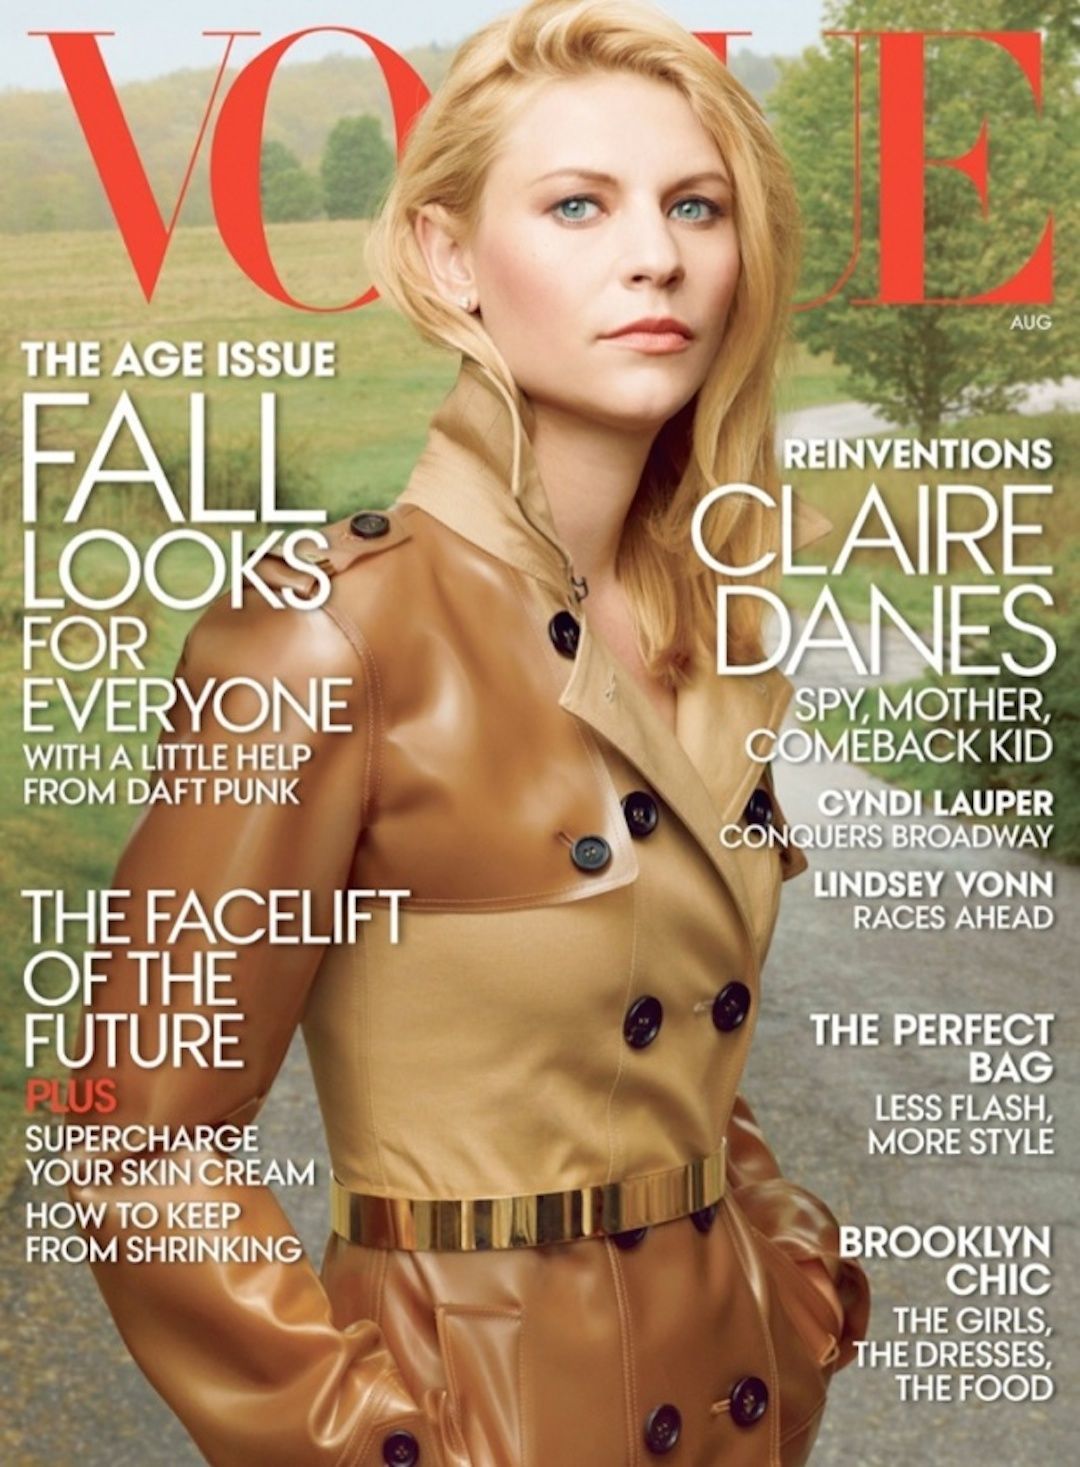 VOGUE
AUG
THE AGE ISSUE
FALL
LOOKS
FOR
EVERYONE
WITH A LITTLE HELP
FROM DAFT PUNK
THE FACELIFT
OF THE
FUTURE
PLUS
SUPERCHARGE
YOUR SKIN CREAM
HOW TO KEEP
FROM SHRINKING
REINVENTIONS
CLAIRE
DANES
SPY, MOTHER,
COMEBACK KID
CYNDI LAUPER
CONQUERS BROADWAY
LINDSEY VONN
RACES AHEAD
THE PERFECT
BAG
LESS FLASH,
MORE STYLE
BROOKLYN
CHIC
THE GIRLS,
THE DRESSES,
THE FOOD